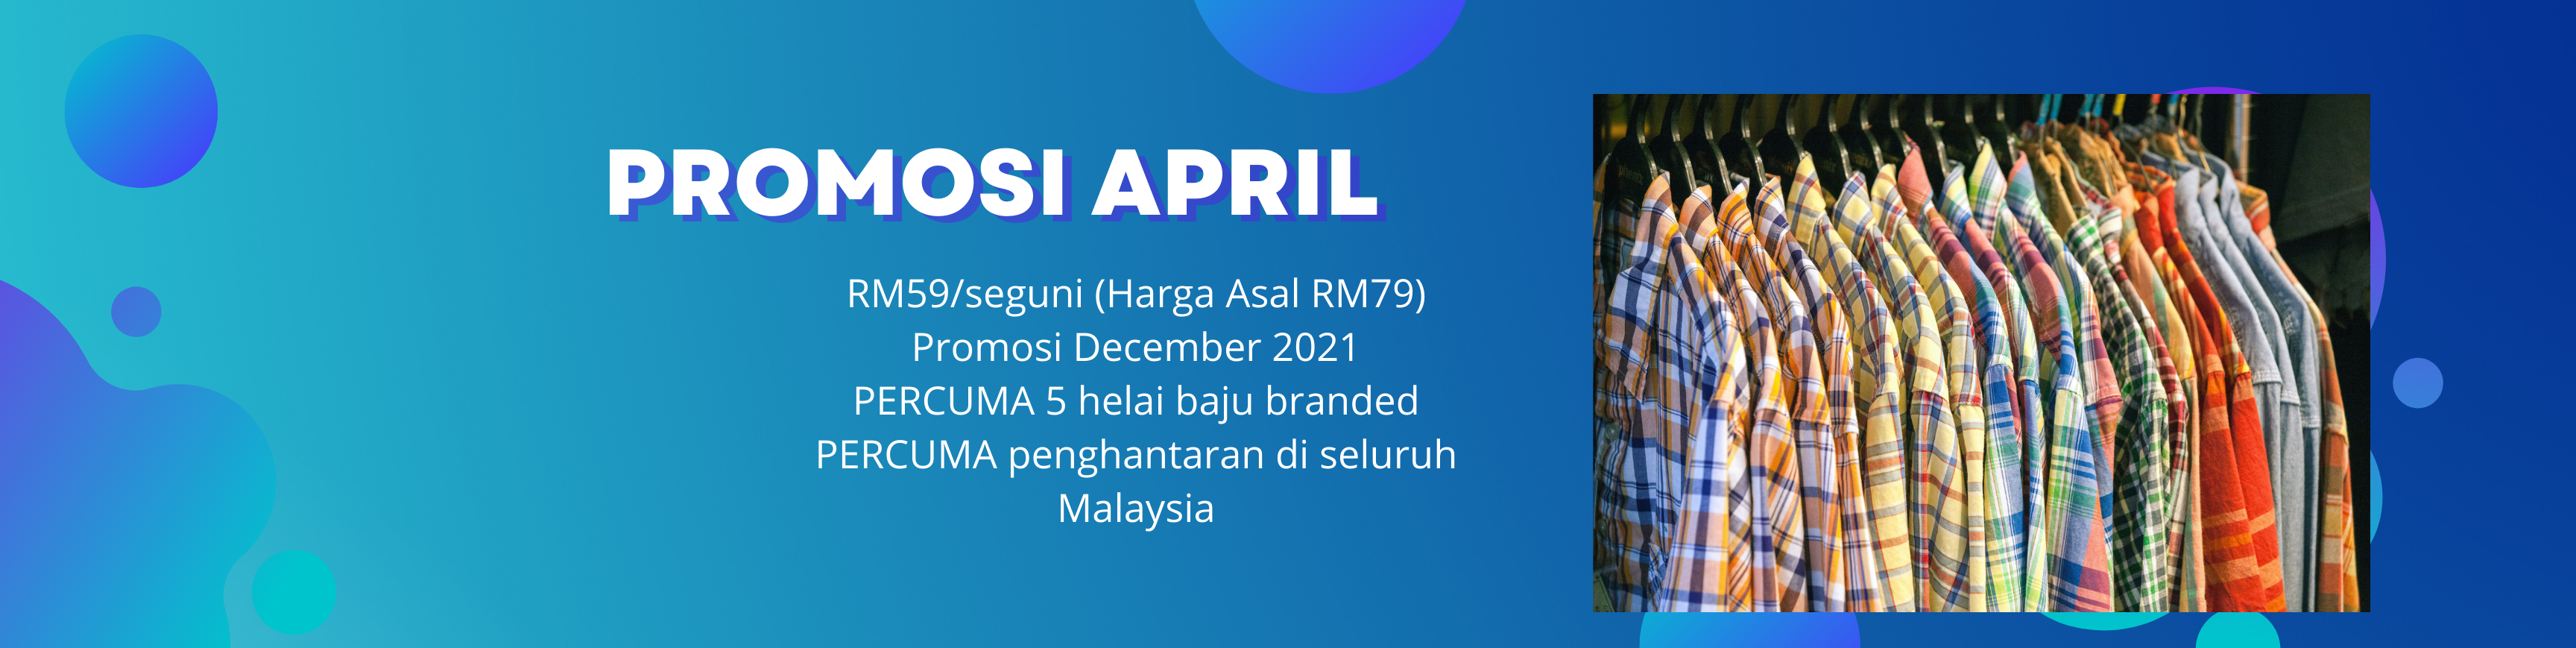 PROMOSI APRIL
RM59/seguni (Harga Asal RM79)
Promosi December 2021
PERCUMA 5 helai baju branded
PERCUMA penghantaran di seluruh
Malaysia